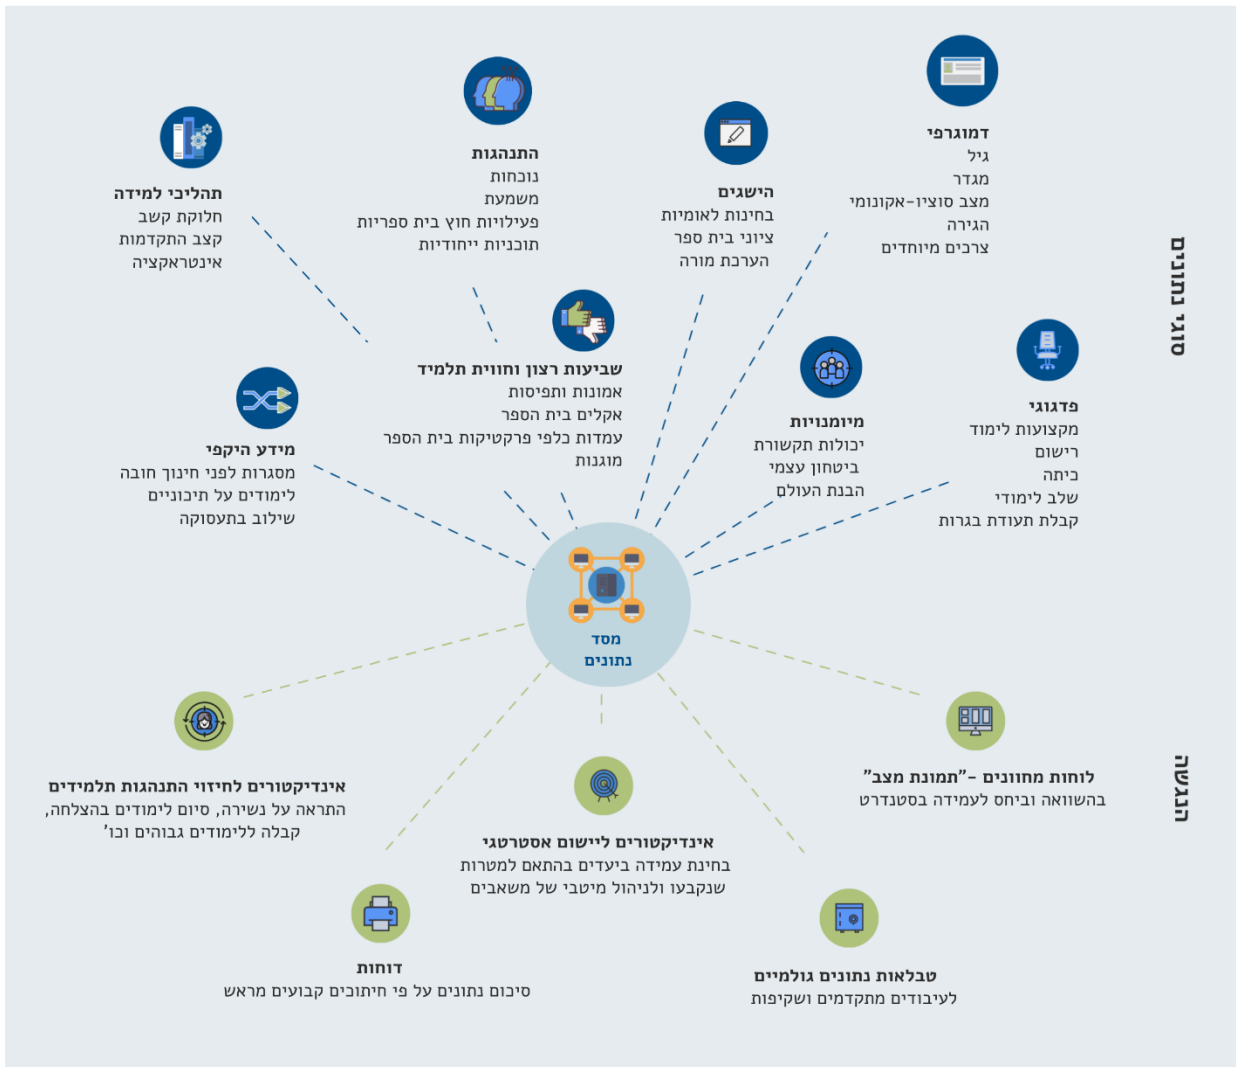 סוגי נתונים
דמוגרפי
גיל
מגדר
מצב סוציו-אקונומי
הגירה
צרכים מיוחדים
הישגים
בחינות לאומיות
ציוני בית ספר
הערכת מורה
התנהגות
נוכחות
משמעת
פעילויות חוץ בית ספריות
תוכניות ייחודיות
תהליכי למידה
חלוקת קשב
קצב התקדמות
אינטראקציה
פדגוגי
מקצועות לימוד
רישום
כיתה
שלב לימודי
קבלת תעודת בגרות
מיומנויות
יכולות תקשורת
ביטחון עצמי
הבנת העולם
שביעות רצון וחווית תלמיד
אמונות ותפיסות
אקלים בית הספר
עמדות כלפי פרקטיקות בית הספר
מוגנות
מידע היקפי
מסגרות לפני חינוך חובה
לימודים על תיכוניים
שילוב בתעסוקה
מסד
נתונים
הנגשה
לוחות מחוונים -"תמונת מצב"
בהשוואה וביחס לעמידה בסטנדרט
אינדיקטורים ליישום אסטרטגי
בחינת עמידה ביעדים בהתאם למטרות
שנקבעו ולניהול מיטבי של משאבים
אינדיקטורים לחיזוי התנהגות תלמידים
התראה על נשירה, סיום לימודים בהצלחה,
קבלה ללימודים גבוהים וכו'
טבלאות נתונים גולמיים
לעיבודים מתקדמים ושקיפות
דוחות
סיכום נתונים על פי חיתוכים קבועים מראש